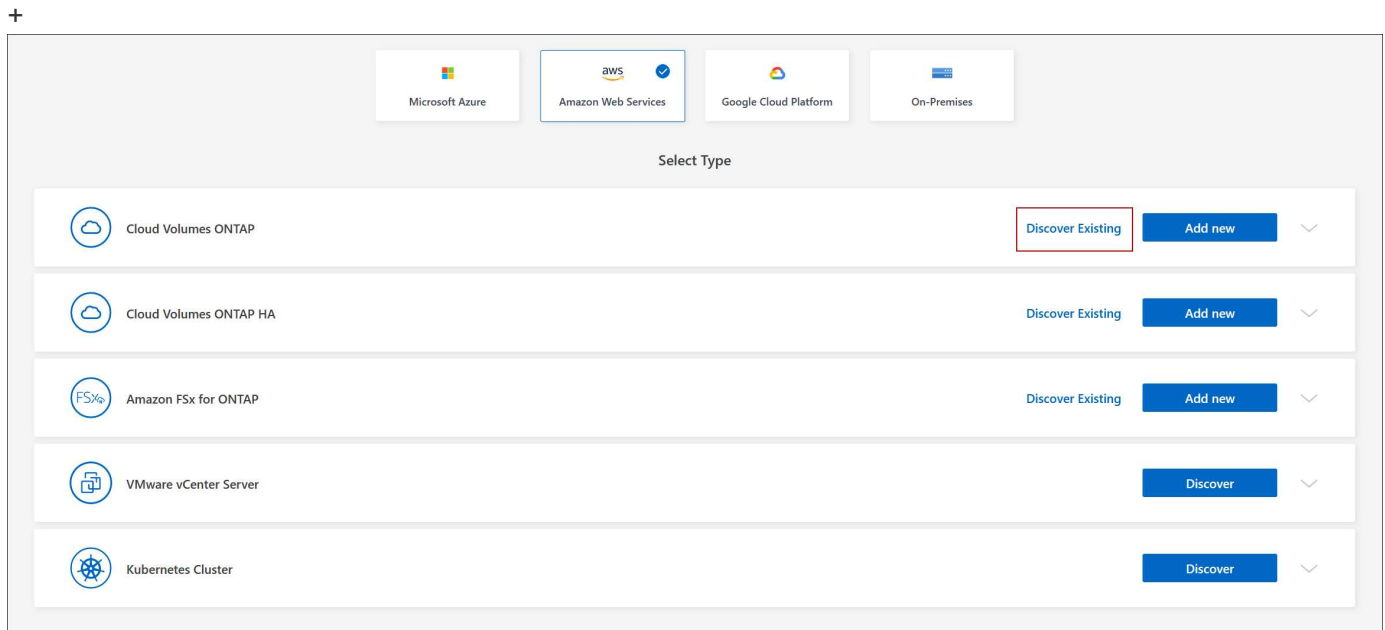 +
aws
Microsoft Azure
Amazon Web Services
Google Cloud Platform
On-Premises
Select Type
Cloud Volumes ONTAP Discover Existing Add new
Cloud Volumes ONTAP HA Discover Existing Add new
FSx Amazon FSx for ONTAP Discover Existing Add new
VMware vCenter Server Discover
Kubernetes Cluster Discover